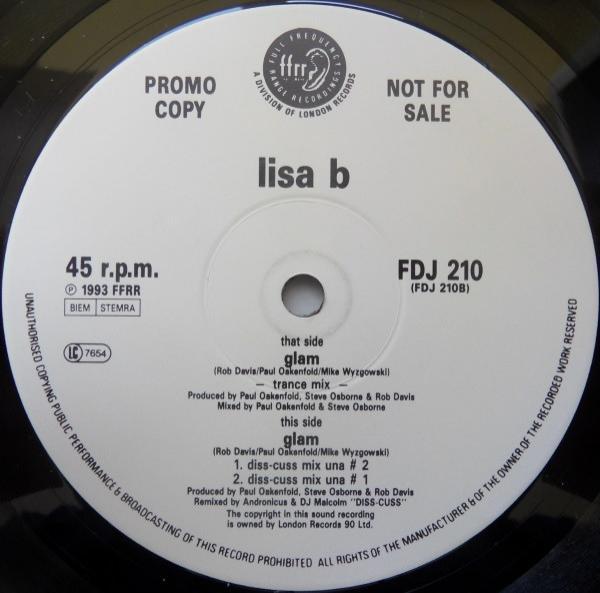 FULL FREQUENCY
ffrr
RANGE RECORDINGS
A DIVISION OF LONDON RECORDS
PROMO
COPY
NOT FOR
SALE
lisa b
45 r.p.m.
℗ 1993 FFRR
BIEM STEMRA
LC 7654
FDJ 210
(FDJ 210B)
that side
glam
(Rob Davis/Paul Oakenfold/Mike Wyzgowski)
– trance mix –
Produced by Paul Oakenfold, Steve Osborne & Rob Davis
Mixed by Paul Oakenfold & Steve Osborne
this side
glam
(Rob Davis/Paul Oakenfold/Mike Wyzgowski)
1. diss-cuss mix una # 2
2. diss-cuss mix una # 1
Produced by Paul Oakenfold, Steve Osborne & Rob Davis
Remixed by Andronicus & DJ Malcolm "DISS-CUSS"
The copyright in this sound recording
is owned by London Records 90 Ltd.
UNAUTHORISED COPYING PUBLIC PERFORMANCE & BROADCASTING OF THIS RECORD PROHIBITED ALL RIGHTS OF THE MANUFACTURER & OF THE OWNER OF THE RECORDED WORK RESERVED